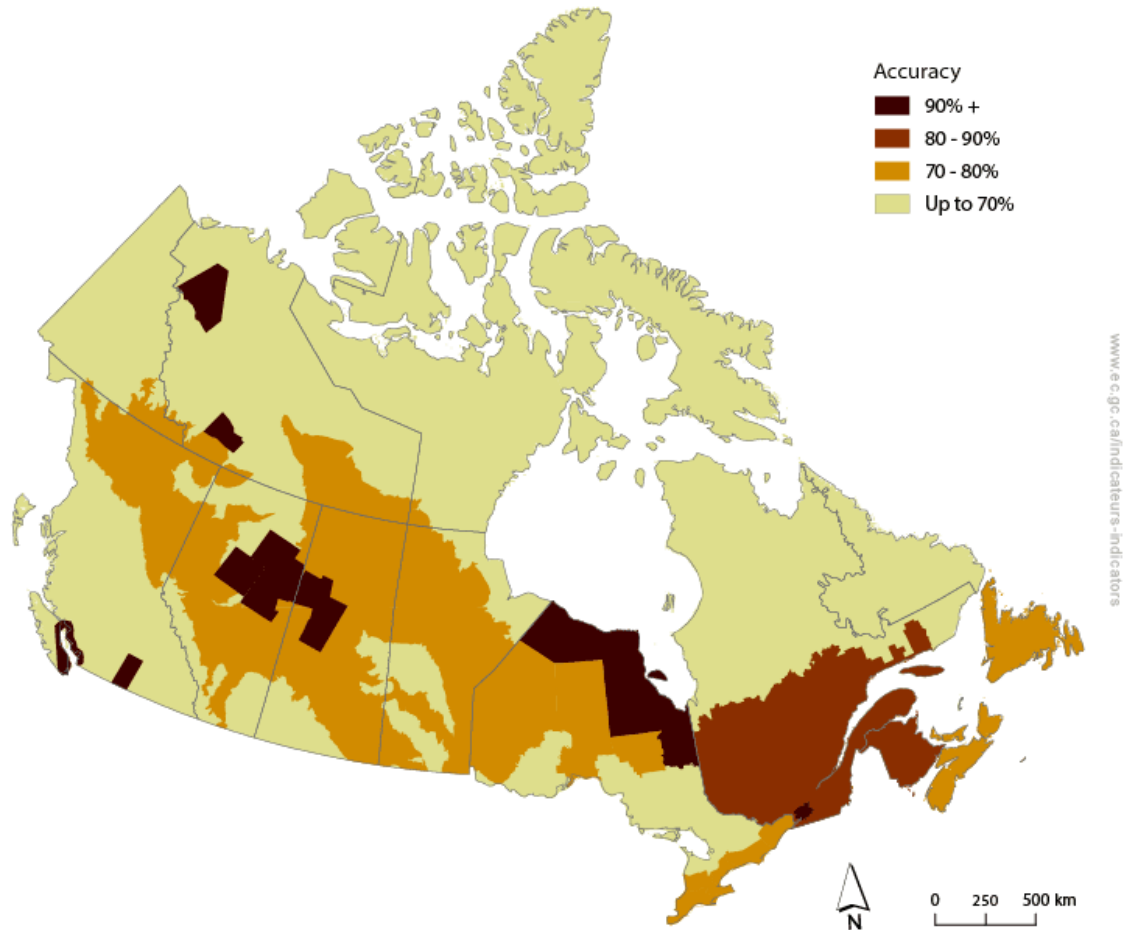 Accuracy
90% +
80 - 90%
70 - 80%
Up to 70%
www.ec.gc.ca/indicateurs-indicators
0 250 500 km
N